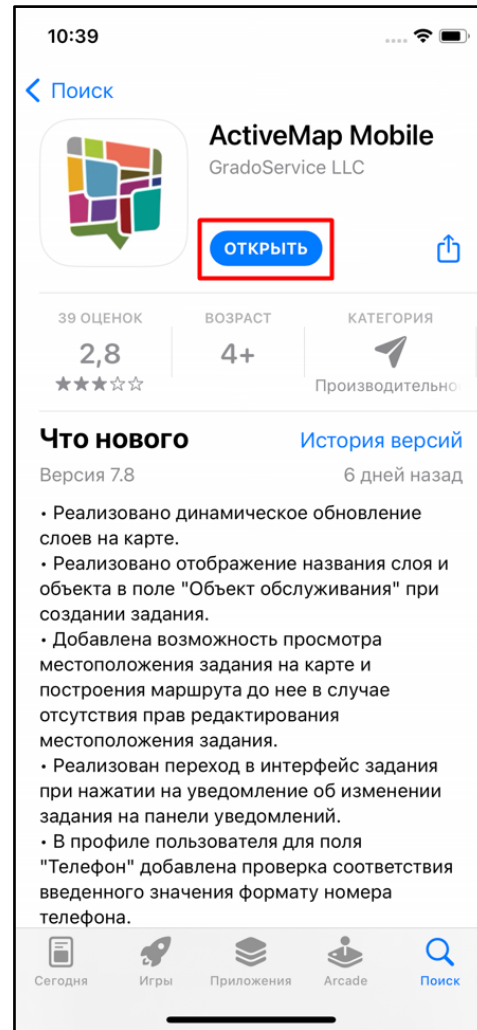 10:39
Поиск
ActiveMap Mobile
GradoService LLC
ОТКРЫТЬ
39 ОЦЕНОК
ВОЗРАСТ
КАТЕГОРИЯ
2,8
4+
Производительно
Что нового
История версий
Версия 7.8
6 дней назад
• Реализовано динамическое обновление
слоев на карте.
• Реализовано отображение названия слоя и
объекта в поле "Объект обслуживания" при
создании задания.
• Добавлена возможность просмотра
местоположения задания на карте и
построения маршрута до нее в случае
отсутствия прав редактирования
местоположения задания.
• Реализован переход в интерфейс задания
при нажатии на уведомление об изменении
задания на панели уведомлений.
• В профиле пользователя для поля
"Телефон" добавлена проверка соответствия
введенного значения формату номера
телефона.
Сегодня
Игры
Приложения
Arcade
Поиск